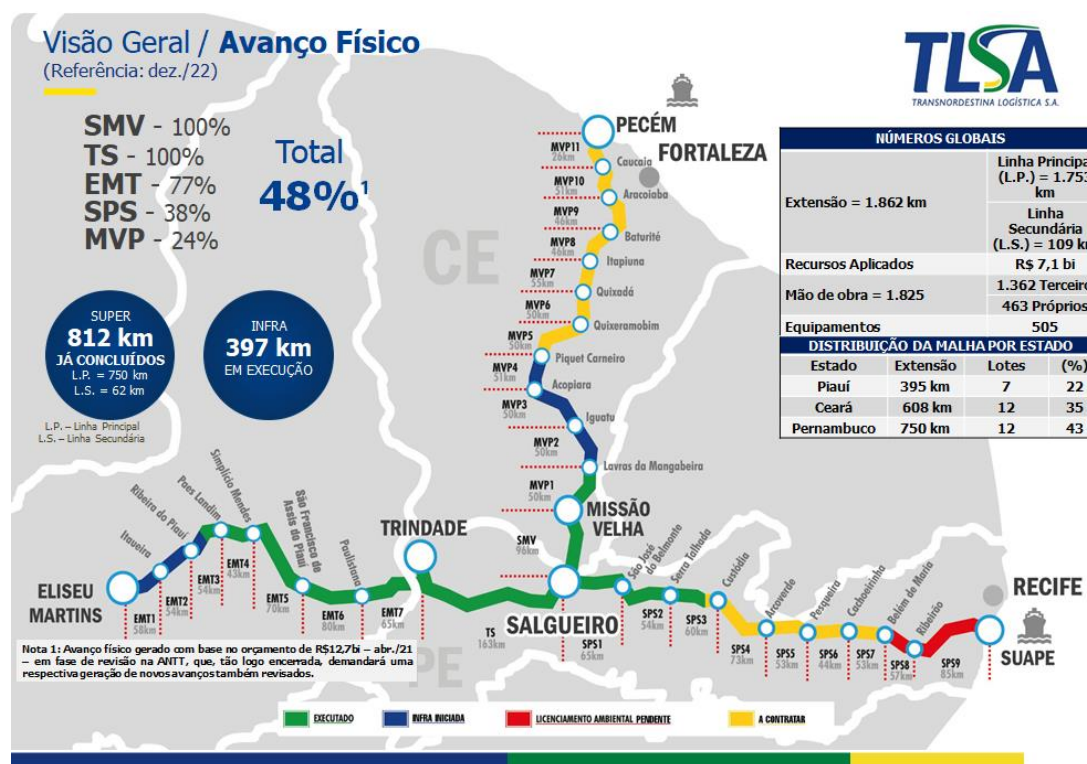 Visão Geral / Avanço Físico
(Referência: dez./22)
SMV - 100%
TS - 100%
EMT - 77%
SPS - 38%
MVP - 24%
Total
48%¹
SUPER
812 km
JÁ CONCLUÍDOS
L.P. = 750 km
L.S. = 62 km
INFRA
397 km
EM EXECUÇÃO
L.P. – Linha Principal
L.S. – Linha Secundária
TLSA
TRANSNORDESTINA LOGÍSTICA S.A.
NÚMEROS GLOBAIS
Extensão = 1.862 km
Linha Principa
(L.P.) = 1.753
km
Linha
Secundária
(L.S.) = 109 km
Recursos Aplicados R$ 7,1 bi
Mão de obra = 1.825
1.362 Terceiro
463 Próprios
Equipamentos 505
DISTRIBUIÇÃO DA MALHA POR ESTADO
Estado Extensão Lotes (%)
Piauí 395 km 7 22
Ceará 608 km 12 35
Pernambuco 750 km 12 43
CE
PE
PECÉM
FORTALEZA
MVP11
26km
Caucaia
MVP10
51km
Aracoiaba
MVP9
46km
Baturité
MVP8
46km
Itapiuna
MVP7
55km
Quixadá
MVP6
50km
Quixeramobim
MVP5
50km
Piquet Carneiro
MVP4
51km
Acopiara
MVP3
50km
Iguatu
MVP2
50km
Lavras da Mangabeira
MVP1
50km
MISSÃO
VELHA
SMV
96km
ELISEU
MARTINS
EMT1
58km
Itaueira
EMT2
54km
Ribeira do Piauí
EMT3
54km
Paes Landim
EMT4
43km
Simplício Mendes
EMT5
70km
São Francisco de
Assis do Piauí
EMT6
80km
Paulistana
EMT7
65km
TRINDADE
TS
163km
SALGUEIRO
SPS1
65km
São José
do Belmonte
SPS2
54km
Serra Talhada
SPS3
60km
Custódia
SPS4
73km
Arcoverde
SPS5
53km
Pesqueira
SPS6
44km
Cachoeirinha
SPS7
53km
Belém de Maria
SPS8
57km
Ribeirão
SPS9
85km
RECIFE
SUAPE
Nota 1: Avanço físico gerado com base no orçamento de R$12,7bi – abr./21
– em fase de revisão na ANTT, que, tão logo encerrada, demandará uma
respectiva geração de novos avanços também revisados.
EXECUTADO
INFRA INICIADA
LICENCIAMENTO AMBIENTAL PENDENTE
A CONTRATAR